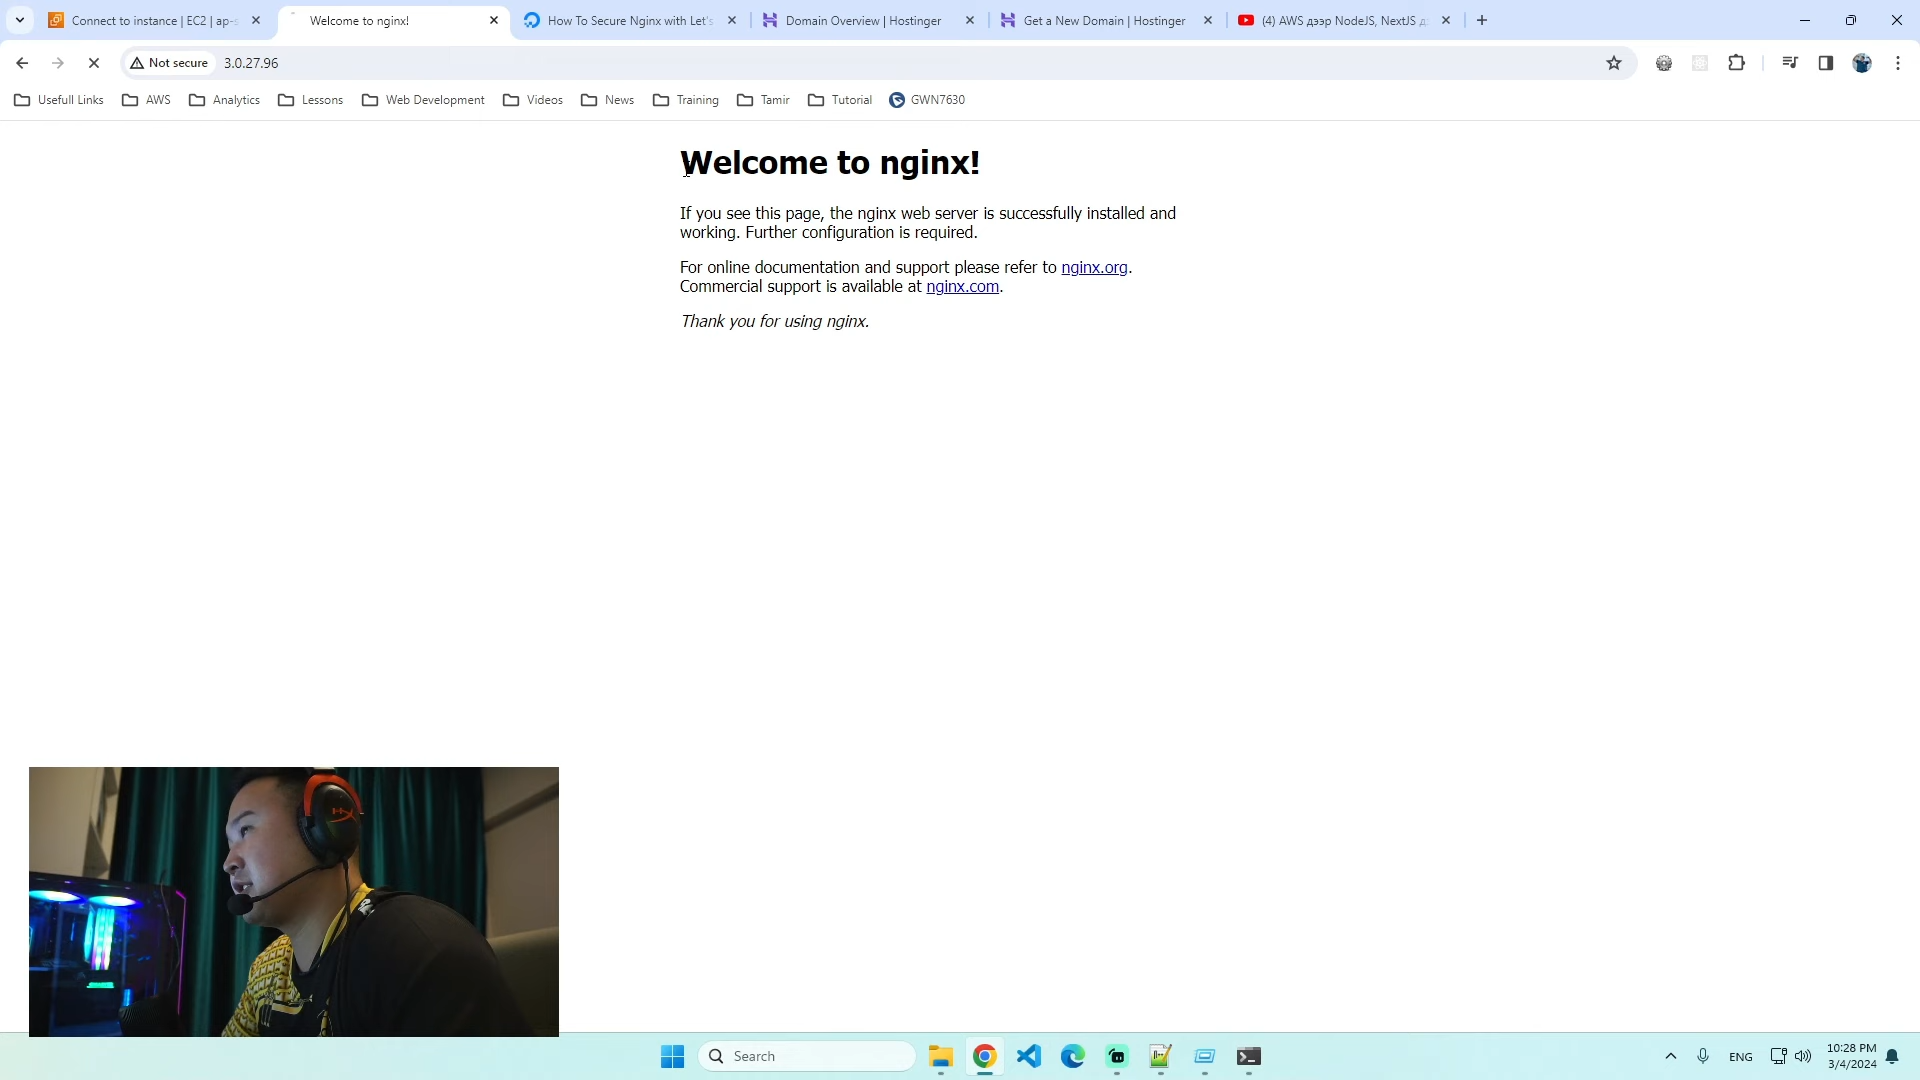 Connect to instance | EC2 | ap-s
Welcome to nginx!
How To Secure Nginx with Let's
Domain Overview | Hostinger
Get a New Domain | Hostinger
(4) AWS дээр NodeJS, NextJS д
Not secure
3.0.27.96
Usefull Links
AWS
Analytics
Lessons
Web Development
Videos
News
Training
Tamir
Tutorial
GWN7630
Welcome to nginx!
If you see this page, the nginx web server is successfully installed and
working. Further configuration is required.
For online documentation and support please refer to nginx.org.
Commercial support is available at nginx.com.
Thank you for using nginx.
Search
ENG
10:28 PM
3/4/2024